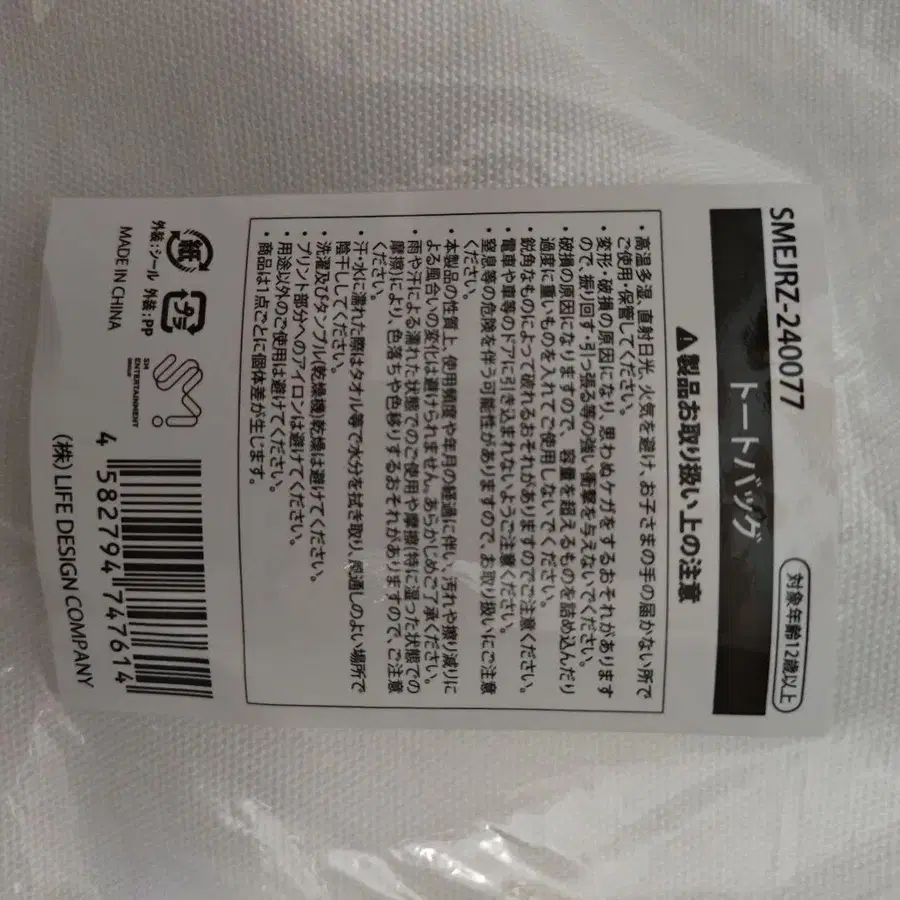 SMEJRZ-240077
対象年齢12歳以上
トートバッグ
⚠製品お取り扱い上の注意
・高温多湿、直射日光、火気を避け、お子さまの手の届かない所で
ご使用・保管してください。
・変形・破損の原因になり、思わぬケガをするおそれがあります
ので、振り回す・引っ張る等の強い衝撃を与えないでください。
・破損の原因になりますので、容量を超えるものを詰め込んだり
過度に重いものを入れてご使用しないでください。
・鋭角なものによって破れるおそれがありますのでご注意ください。
・電車や車等のドアに引き込まれないようご注意ください。
・窒息等の危険を伴う可能性がありますので、お取り扱いにご注意
ください。
・本製品の性質上、使用頻度や年月の経過に伴い、汚れや擦り減りに
よる風合いの変化は避けられません。あらかじめご了承ください。
・雨や汗による濡れた状態でのご使用や摩擦(特に湿った状態での
摩擦)により、色落ちや色移りするおそれがありますので、ご注意
ください。
・汗・水に濡れた際はタオル等で水分を拭き取り、風通しのよい場所で
陰干ししてください。
・洗濯及びタンブル乾燥機乾燥は避けてください。
・プリント部分へのアイロンは避けてください。
・用途以外のご使用は避けてください。
・商品は1点ごとに個体差が生じます。
紙 プラ
外装:シール 外装:PP
MADE IN CHINA
SM
ENTERTAINMENT
GROUP
4 582794 747614
(株) LIFE DESIGN COMPANY